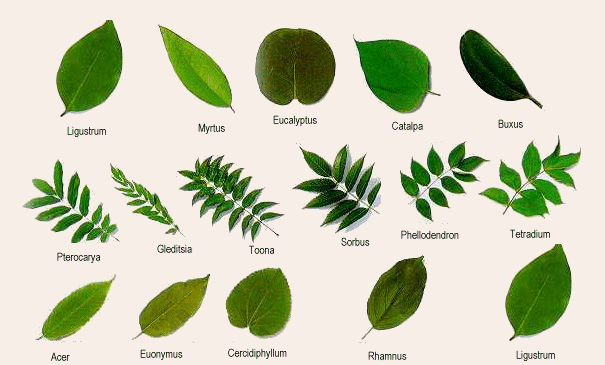 Ligustrum
Myrtus
Eucalyptus
Catalpa
Buxus
Pterocarya
Gleditsia
Toona
Sorbus
Phellodendron
Tetradium
Acer
Euonymus
Cercidiphyllum
Rhamnus
Ligustrum